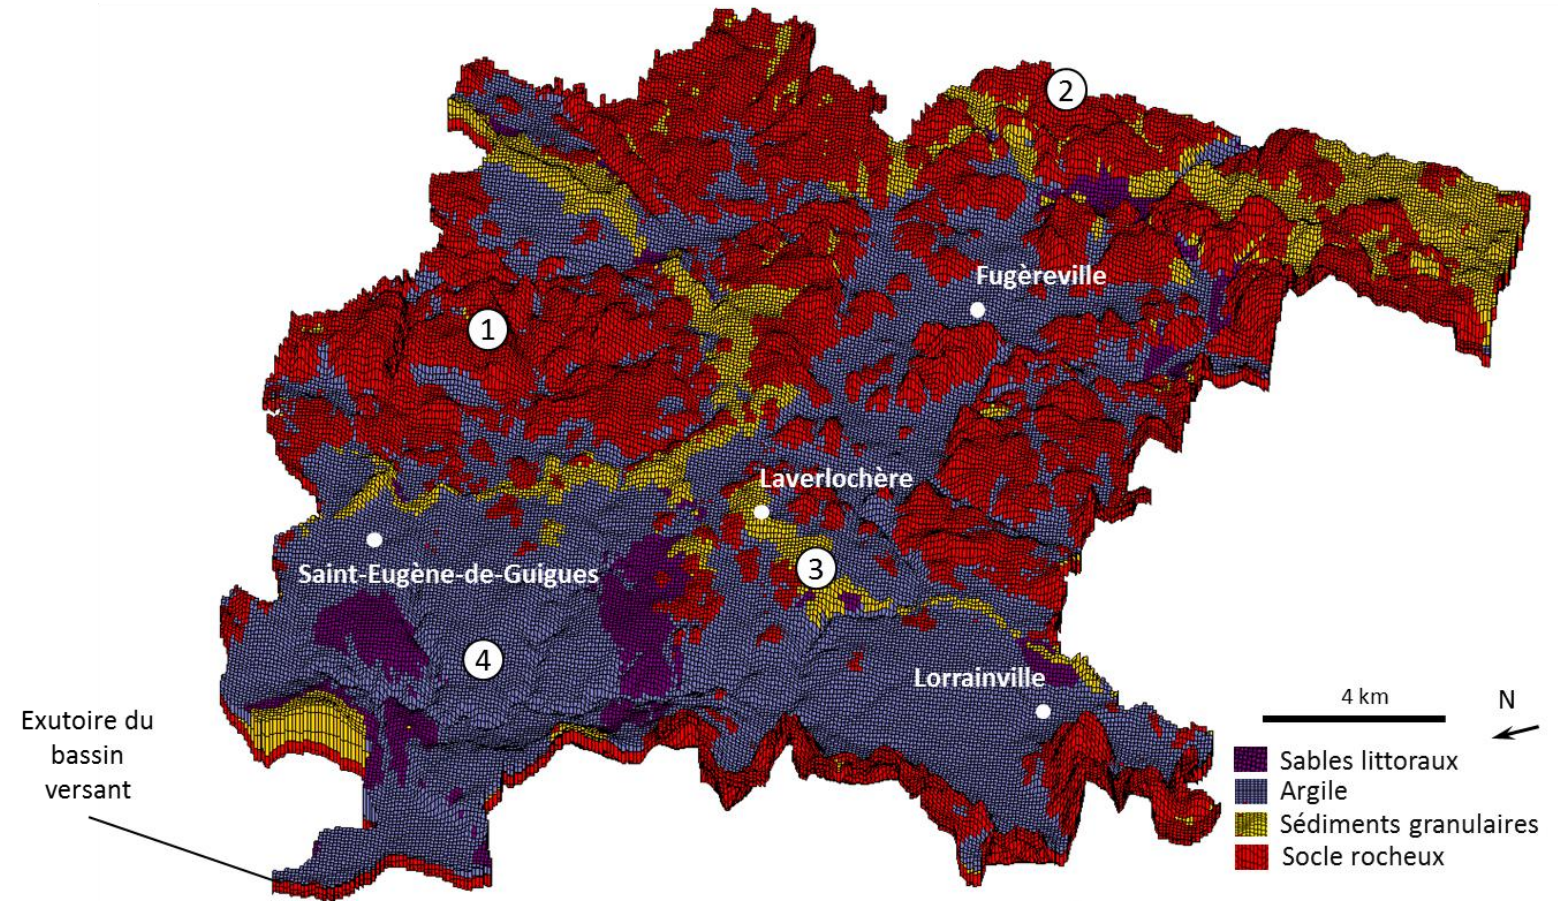 2
Fugèreville
1
Laverlochère
3
Saint-Eugène-de-Guigues
4
Lorrainville
Exutoire du
bassin
versant
4 km
N
Sables littoraux
Argile
Sédiments granulaires
Socle rocheux